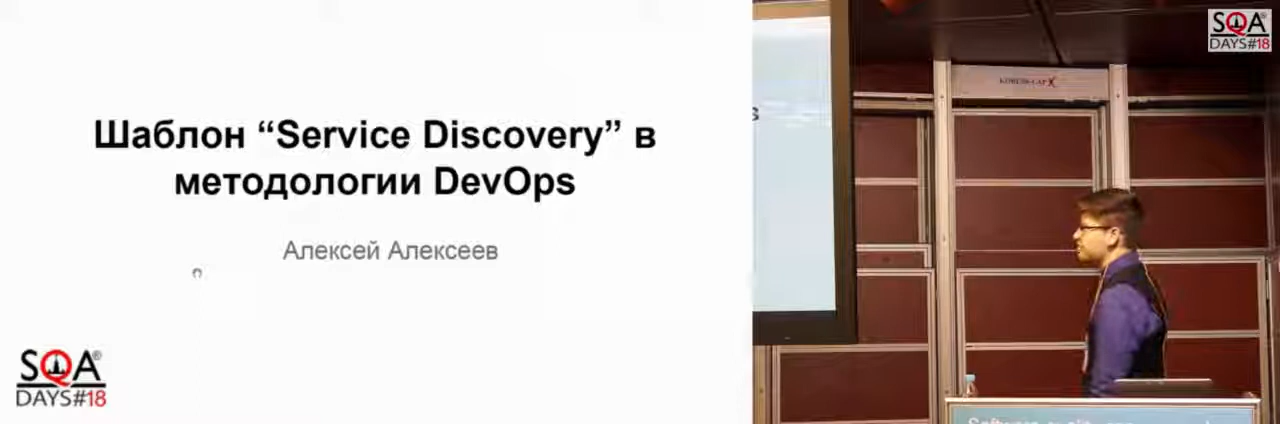 Шаблон “Service Discovery” в
методологии DevOps
Алексей Алексеев
SQA®
DAYS#18
SQA®
DAYS#18